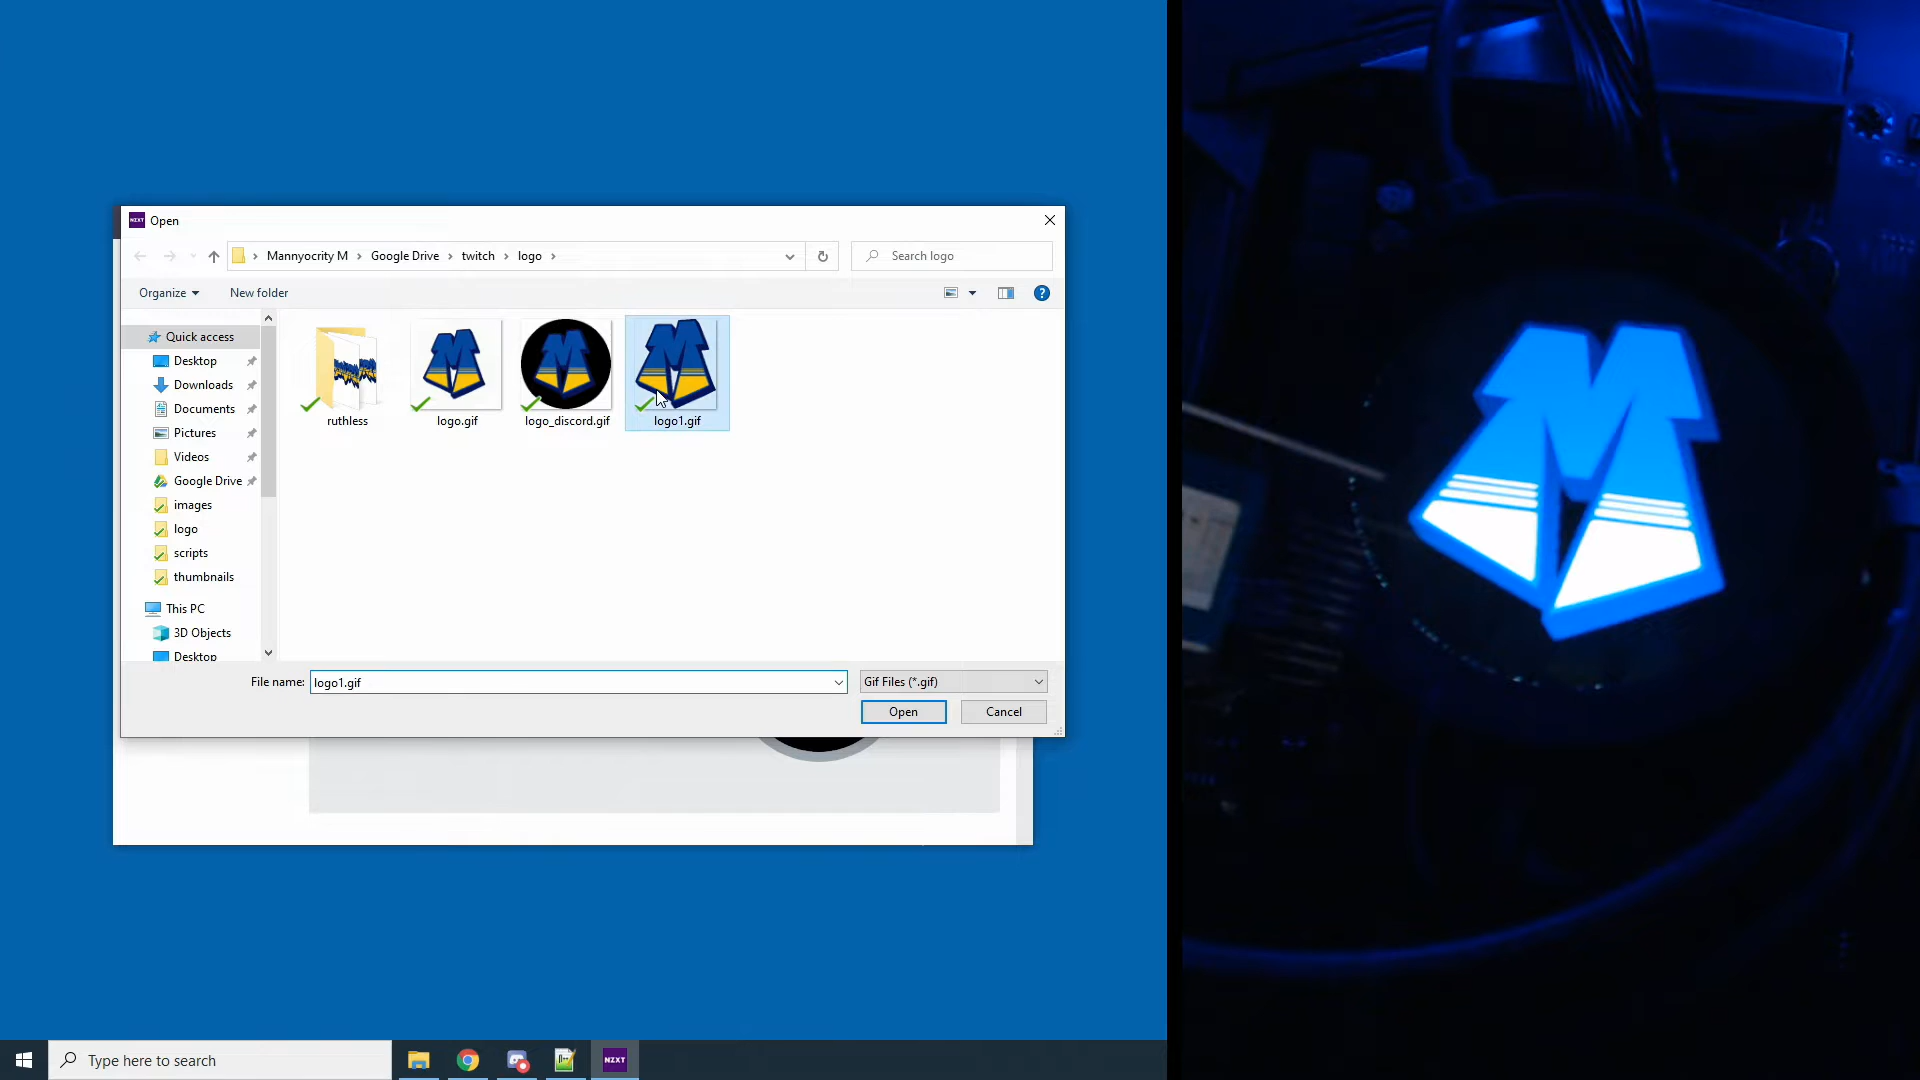 NZXT Open
Mannyocrity M > Google Drive > twitch > logo >
Search logo
Organize
New folder
?
Quick access
Desktop
Downloads
Documents
Pictures
Videos
Google Drive
images
logo
scripts
thumbnails
This PC
3D Objects
Desktop
ruthless
logo.gif
logo_discord.gif
logo1.gif
File name: logo1.gif
Gif Files (*.gif)
Open
Cancel
M
Type here to search
NZXT